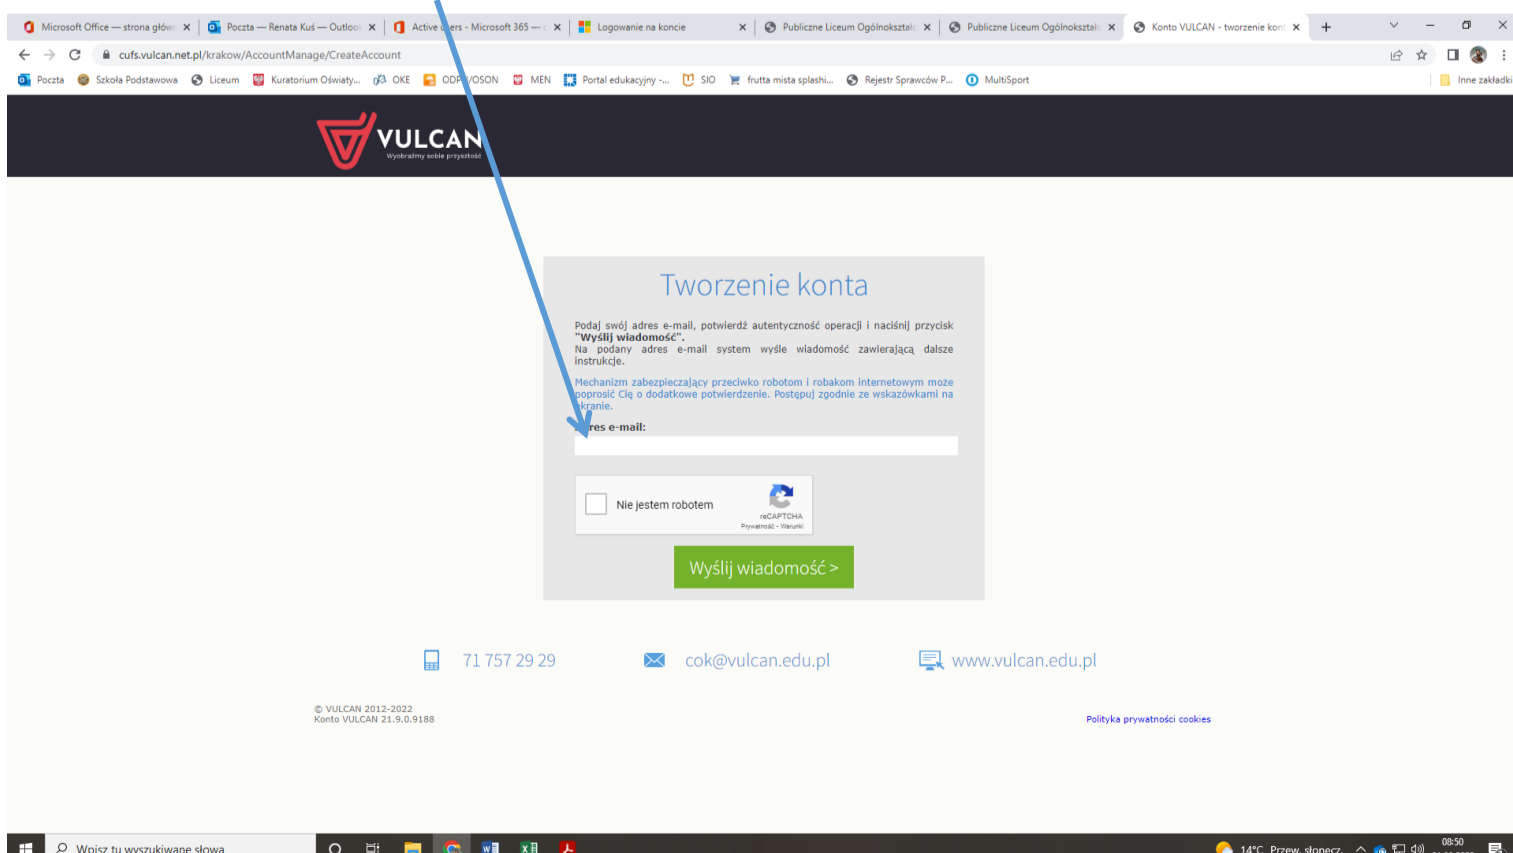 Microsoft Office — strona główn
Poczta — Renata Kuś — Outloo
Active users - Microsoft 365 —
Logowanie na koncie
Publiczne Liceum Ogólnokształc
Publiczne Liceum Ogólnokształc
Konto VULCAN - tworzenie kont
cufs.vulcan.net.pl/krakow/AccountManage/CreateAccount
Poczta
Szkoła Podstawowa
Liceum
Kuratorium Oświaty...
OKE
ODPN/OSON
MEN
Portal edukacyjny -...
SIO
frutta mista splashi...
Rejestr Sprawców P...
MultiSport
Inne zakładki
VULCAN
Wyobraźmy sobie przyszłość
Tworzenie konta
Podaj swój adres e-mail, potwierdź autentyczność operacji i naciśnij przycisk
"Wyślij wiadomość".
Na podany adres e-mail system wyśle wiadomość zawierającą dalsze
instrukcje.
Mechanizm zabezpieczający przeciwko robotom i robakom internetowym może
poprosić Cię o dodatkowe potwierdzenie. Postępuj zgodnie ze wskazówkami na
ekranie.
Adres e-mail:
Nie jestem robotem
reCAPTCHA
Prywatność - Warunki
Wyślij wiadomość >
71 757 29 29
cok@vulcan.edu.pl
www.vulcan.edu.pl
© VULCAN 2012-2022
Konto VULCAN 21.9.0.9188
Polityka prywatności cookies
Wpisz tu wyszukiwane słowa
14°C Przew. słonecz.
08:50